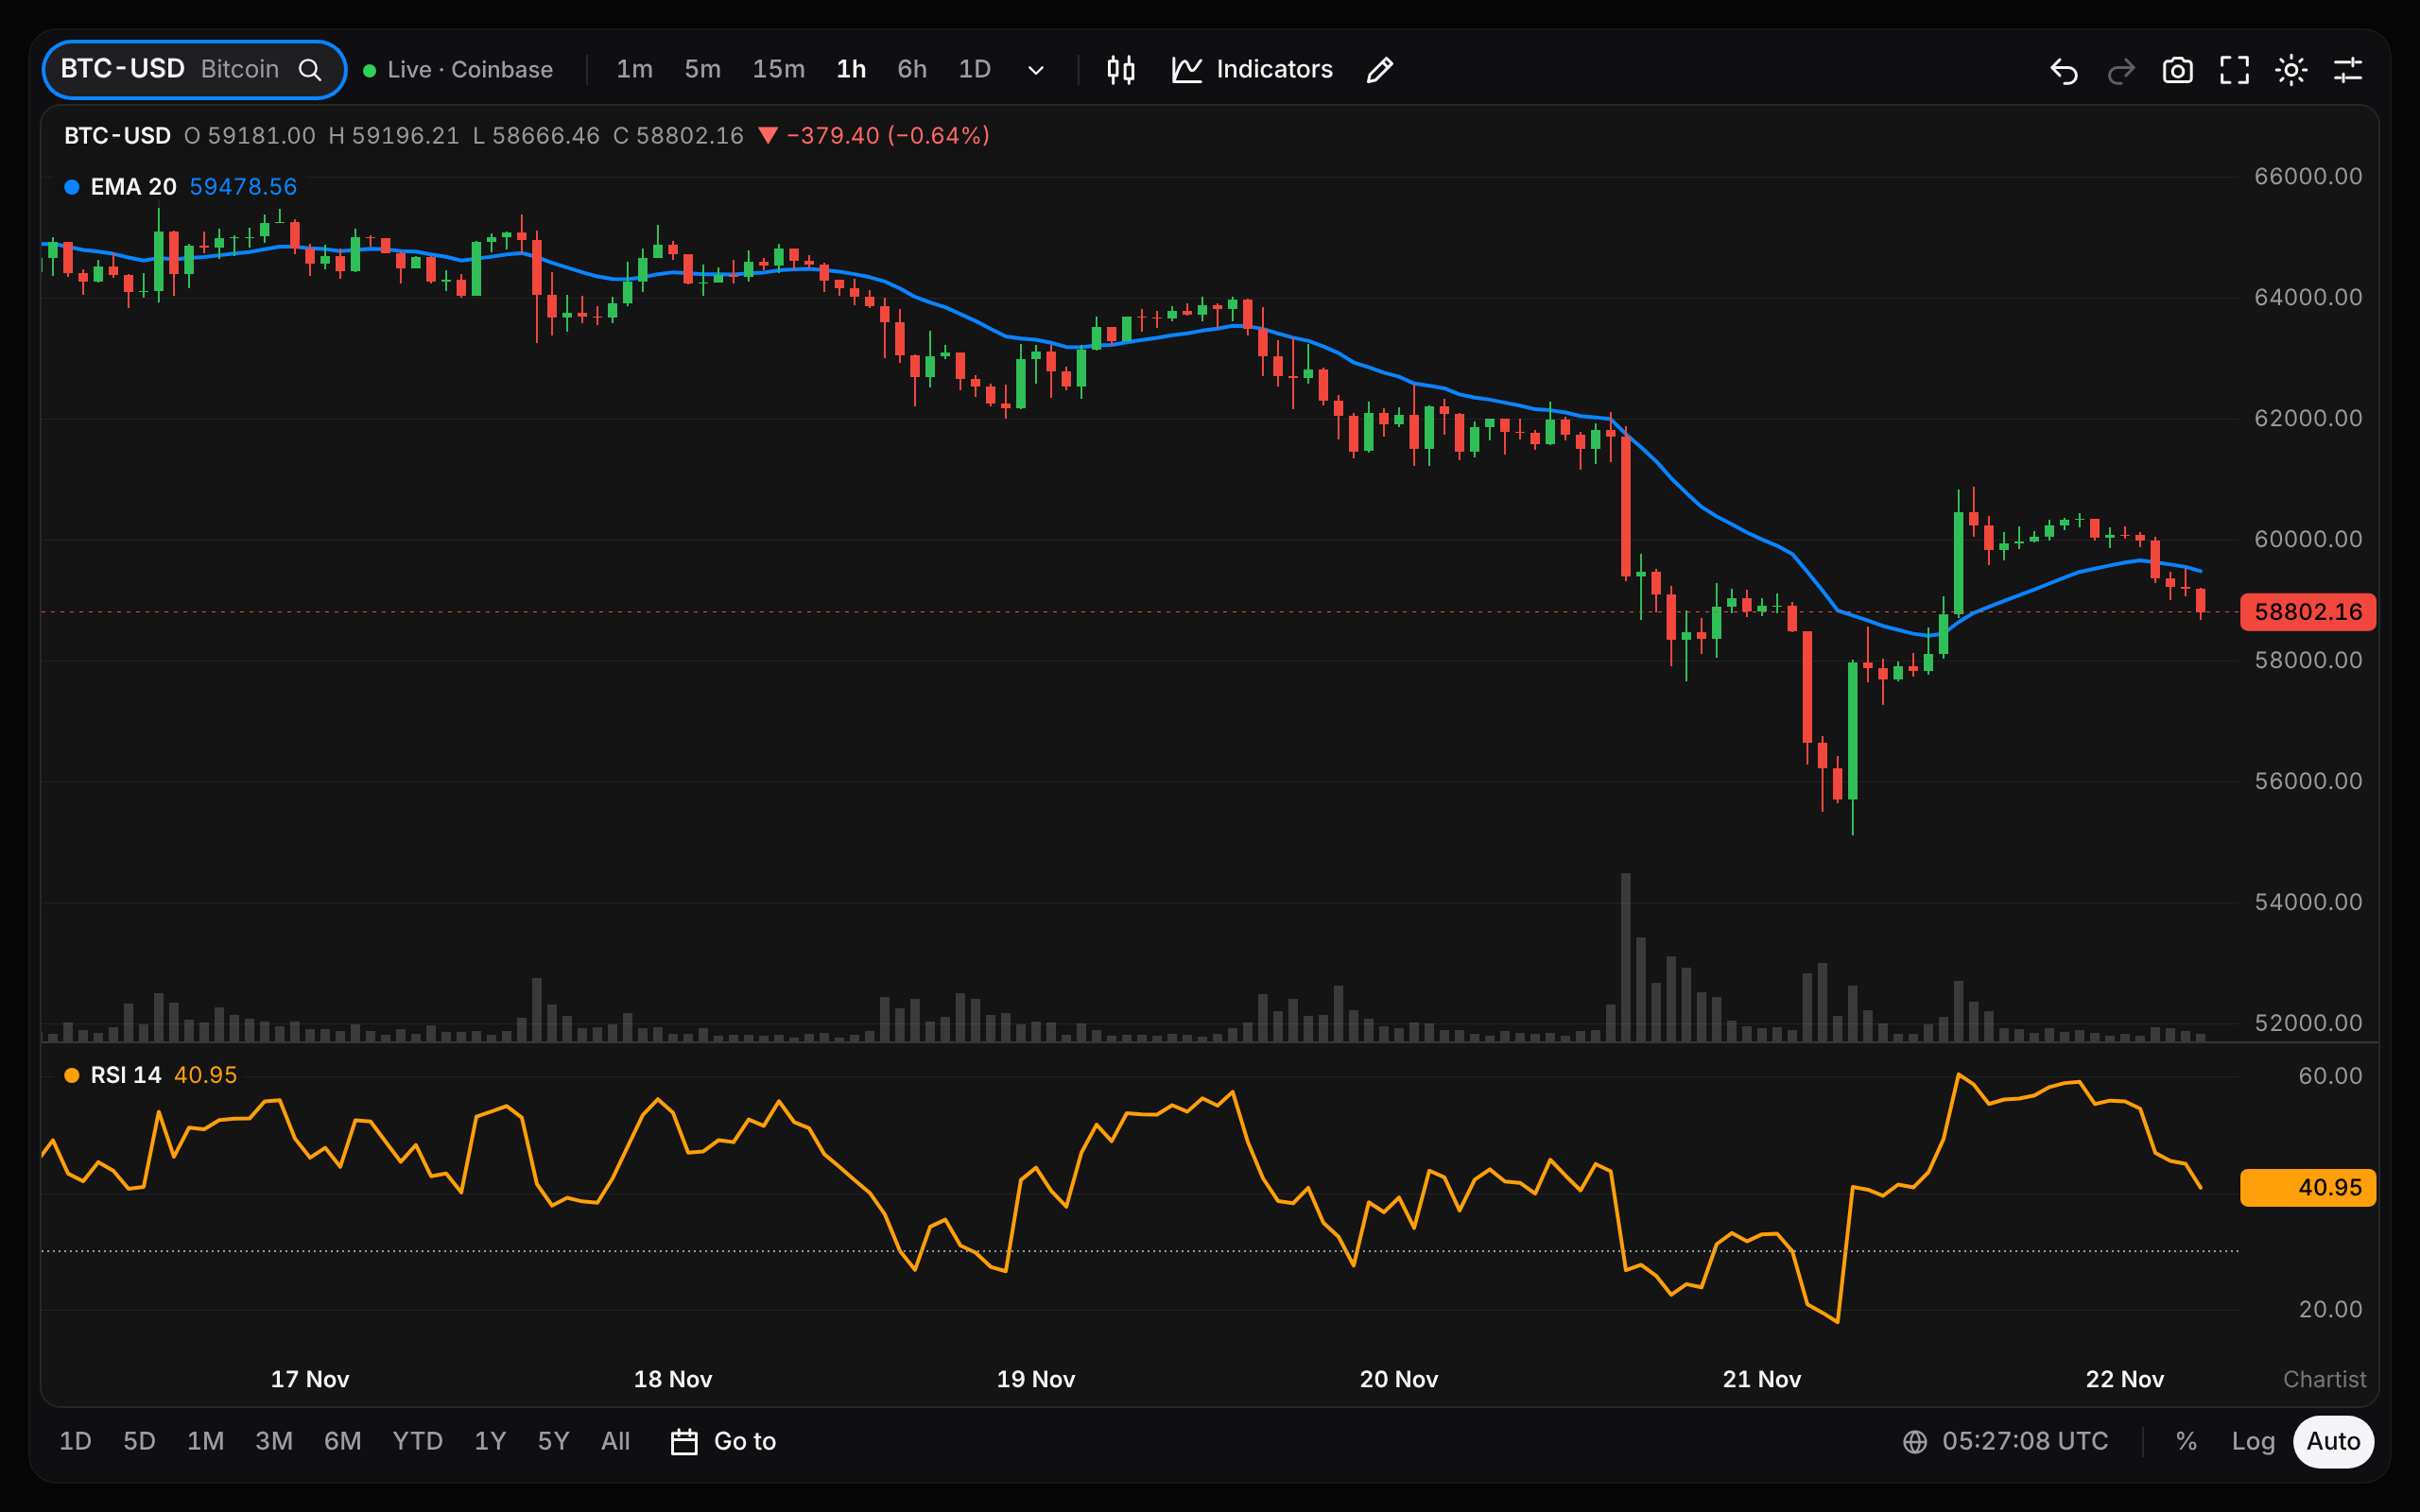 BTC-USD Bitcoin Live · Coinbase 1m 5m 15m 1h 6h 1D Indicators
BTC-USD O 59181.00 H 59196.21 L 58666.46 C 58802.16 ▼ −379.40 (−0.64%)
EMA 20 59478.56
66000.00
64000.00
62000.00
60000.00
58802.16
58000.00
56000.00
54000.00
52000.00
RSI 14 40.95
60.00
40.95
20.00
17 Nov 18 Nov 19 Nov 20 Nov 21 Nov 22 Nov Chartist
1D 5D 1M 3M 6M YTD 1Y 5Y All Go to 05:27:08 UTC % Log Auto